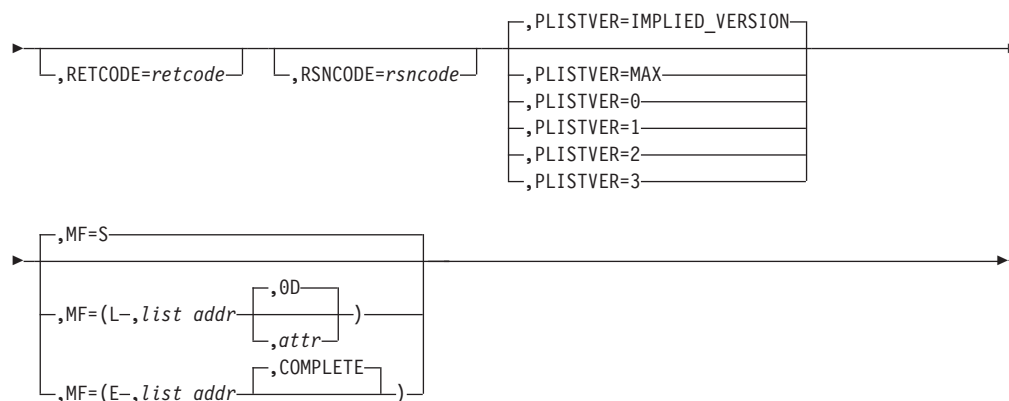 ,PLISTVER=IMPLIED_VERSION
,RETCODE=retcode ,RSNCODE=rsncode ,PLISTVER=MAX
,PLISTVER=0
,PLISTVER=1
,PLISTVER=2
,PLISTVER=3
,MF=S
,0D
,MF=(L ,list addr )
,attr
,COMPLETE
,MF=(E ,list addr )